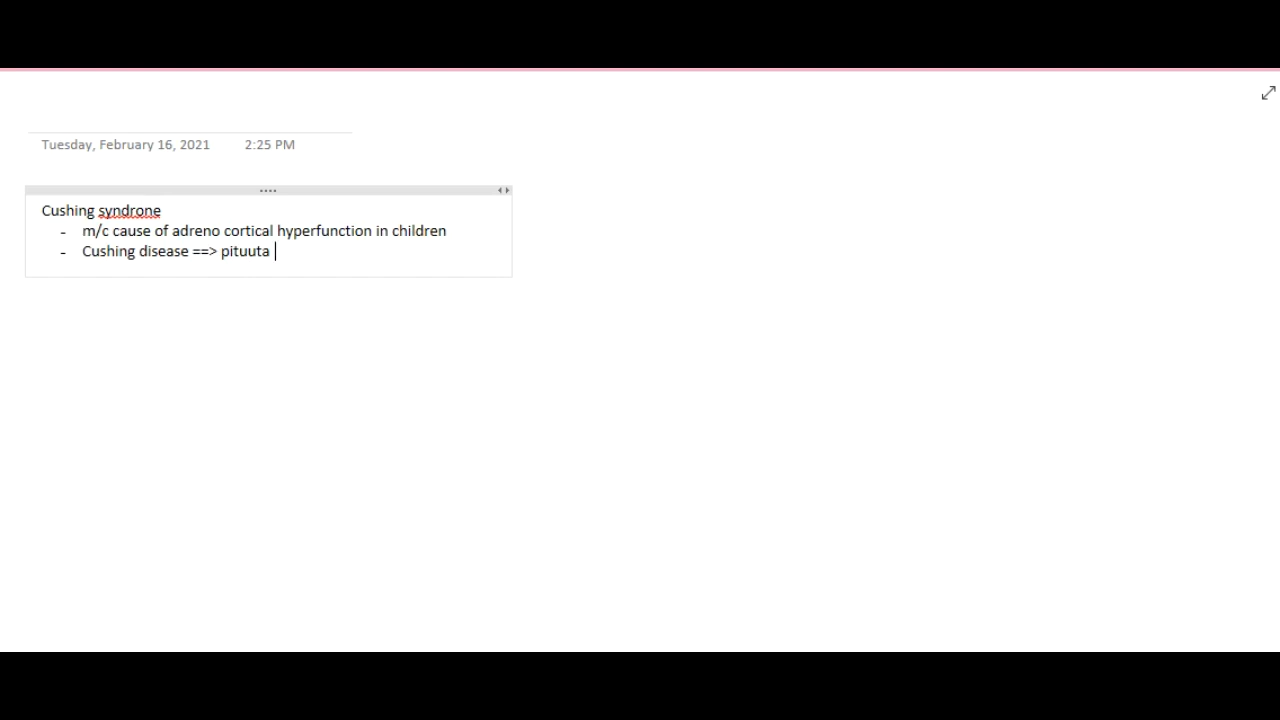 Tuesday, February 16, 2021 2:25 PM
Cushing syndrone
- m/c cause of adreno cortical hyperfunction in children
- Cushing disease ==> pituuta